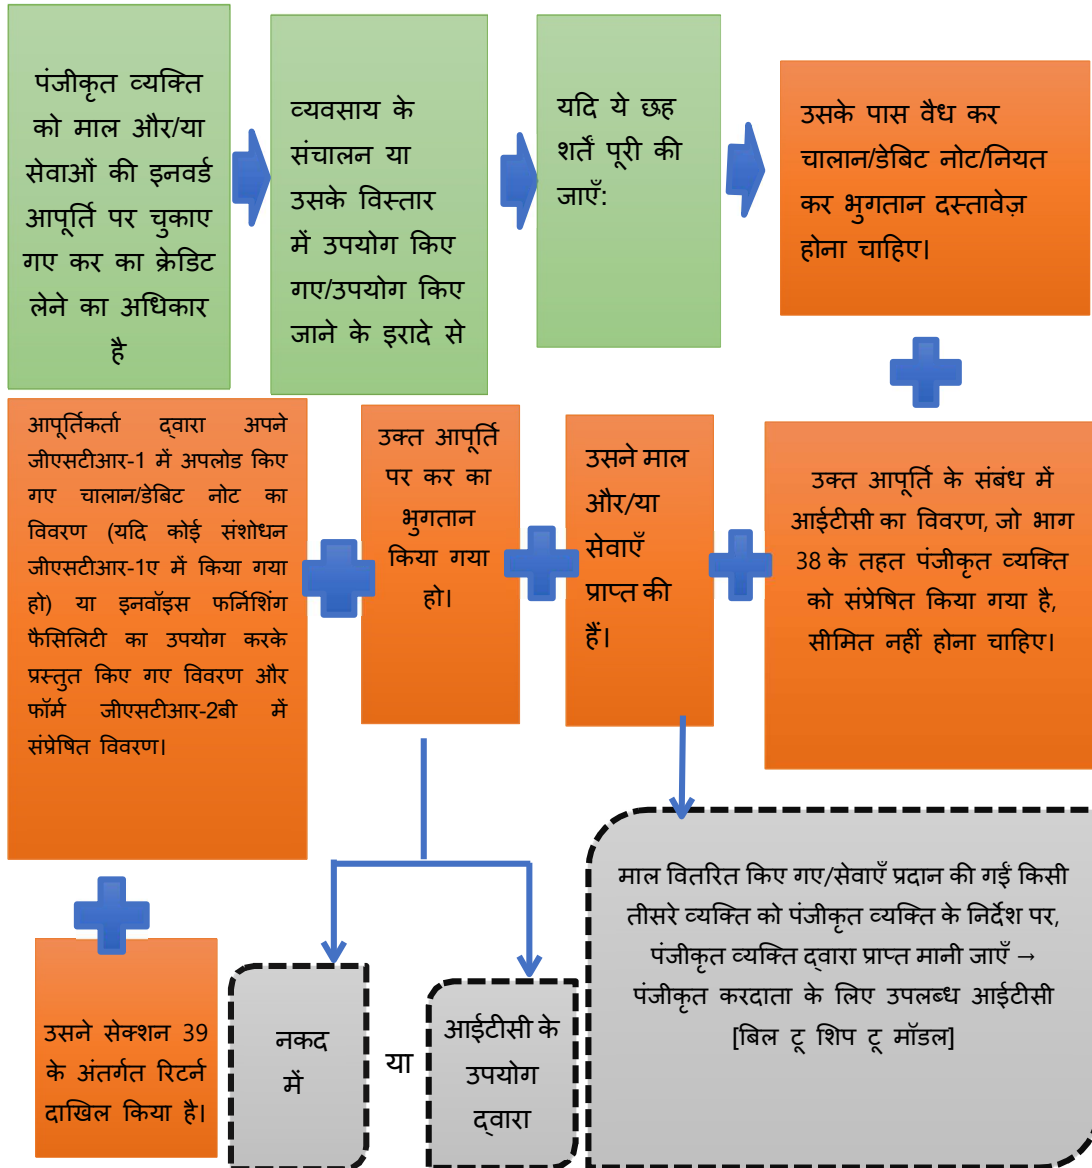 पंजीकृत व्यक्ति
को माल और/या
सेवाओं की इनवर्ड
आपूर्ति पर चुकाए
गए कर का क्रेडिट
लेने का अधिकार
है
व्यवसाय के
संचालन या
उसके विस्तार
में उपयोग किए
गए/उपयोग किए
जाने के इरादे से
यदि ये छह
शर्तें पूरी की
जाएँ:
उसके पास वैध कर
चालान/डेबिट नोट/नियत
कर भुगतान दस्तावेज़
होना चाहिए।
उक्त आपूर्ति के संबंध में
आईटीसी का विवरण, जो भाग
38 के तहत पंजीकृत व्यक्ति
को संप्रेषित किया गया है,
सीमित नहीं होना चाहिए।
उसने माल
और/या
सेवाएँ
प्राप्त की
हैं।
उक्त आपूर्ति
पर कर का
भुगतान
किया गया
हो।
आपूर्तिकर्ता द्वारा अपने
जीएसटीआर-1 में अपलोड किए
गए चालान/डेबिट नोट का
विवरण (यदि कोई संशोधन
जीएसटीआर-1ए में किया गया
हो) या इनवॉइस फर्निशिंग
फैसिलिटी का उपयोग करके
प्रस्तुत किए गए विवरण और
फॉर्म जीएसटीआर-2बी में
संप्रेषित विवरण।
उसने सेक्शन 39
के अंतर्गत रिटर्न
दाखिल किया है।
नकद
में
या
आईटीसी के
उपयोग
द्वारा
माल वितरित किए गए/सेवाएँ प्रदान की गईं किसी
तीसरे व्यक्ति को पंजीकृत व्यक्ति के निर्देश पर,
पंजीकृत व्यक्ति द्वारा प्राप्त मानी जाएँ →
पंजीकृत करदाता के लिए उपलब्ध आईटीसी
[बिल टू शिप टू मॉडल]